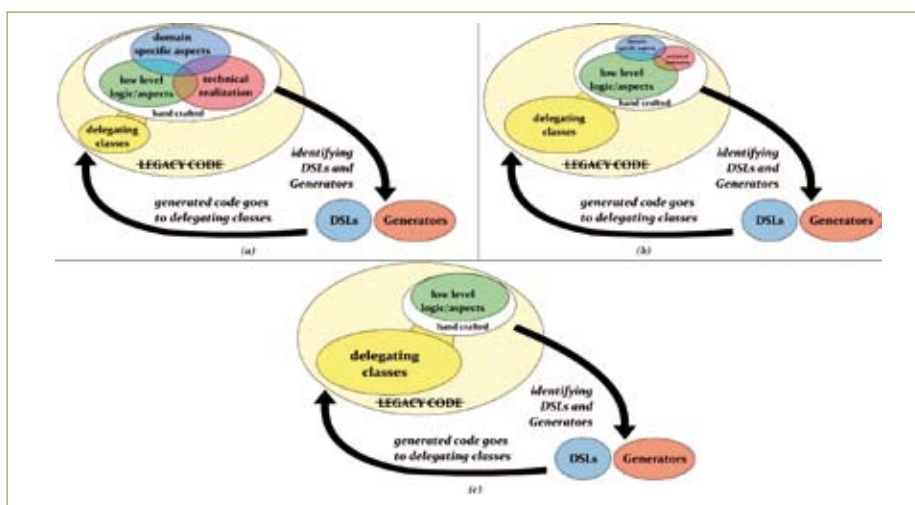 domain
specific aspects
low level
logic/aspects
technical
realization
hand crafted
delegating
classes
LEGACY CODE
identifying
DSLs and
Generators
generated code goes
to delegating classes
DSLs
Generators
(a)
low level
logic/aspects
hand crafted
delegating
classes
LEGACY CODE
identifying
DSLs and
Generators
generated code goes
to delegating classes
DSLs
Generators
(b)
low level
logic/aspects
hand crafted
delegating
classes
LEGACY CODE
identifying
DSLs and
Generators
generated code goes
to delegating classes
DSLs
Generators
(c)